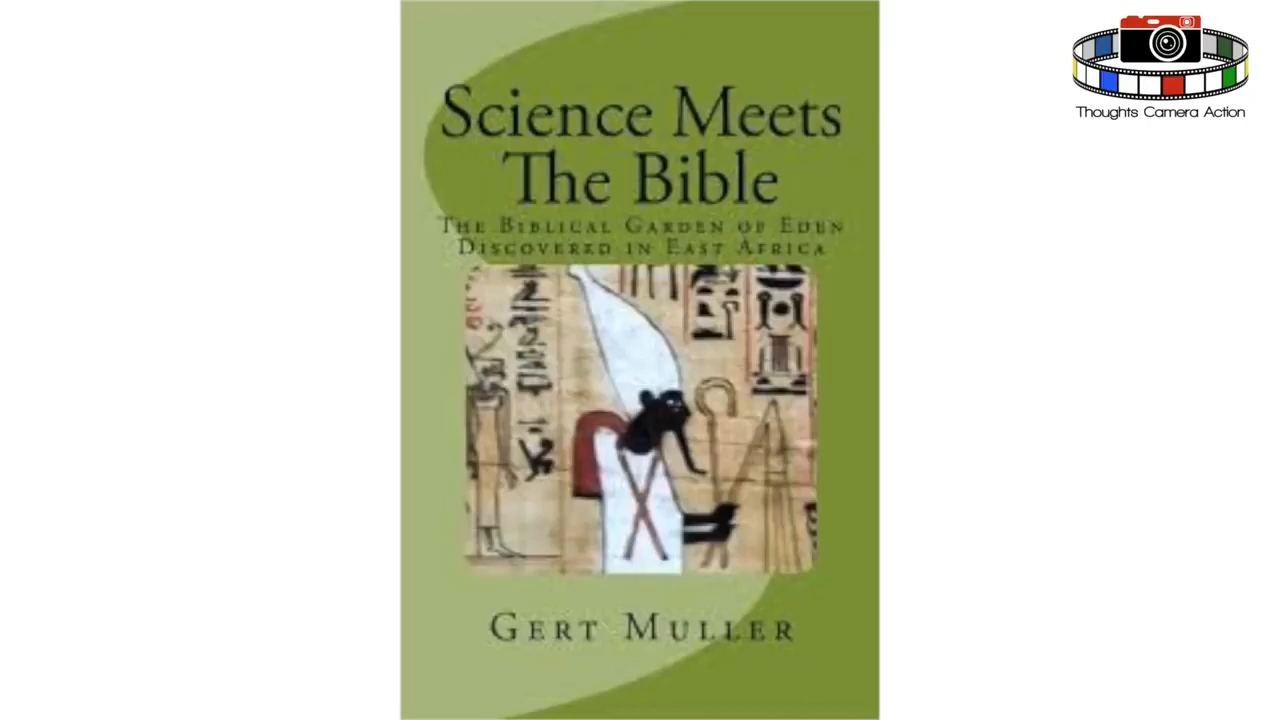 Science Meets
The Bible
The Biblical Garden of Eden
Discovered in East Africa
Gert Muller
Thoughts Camera Action